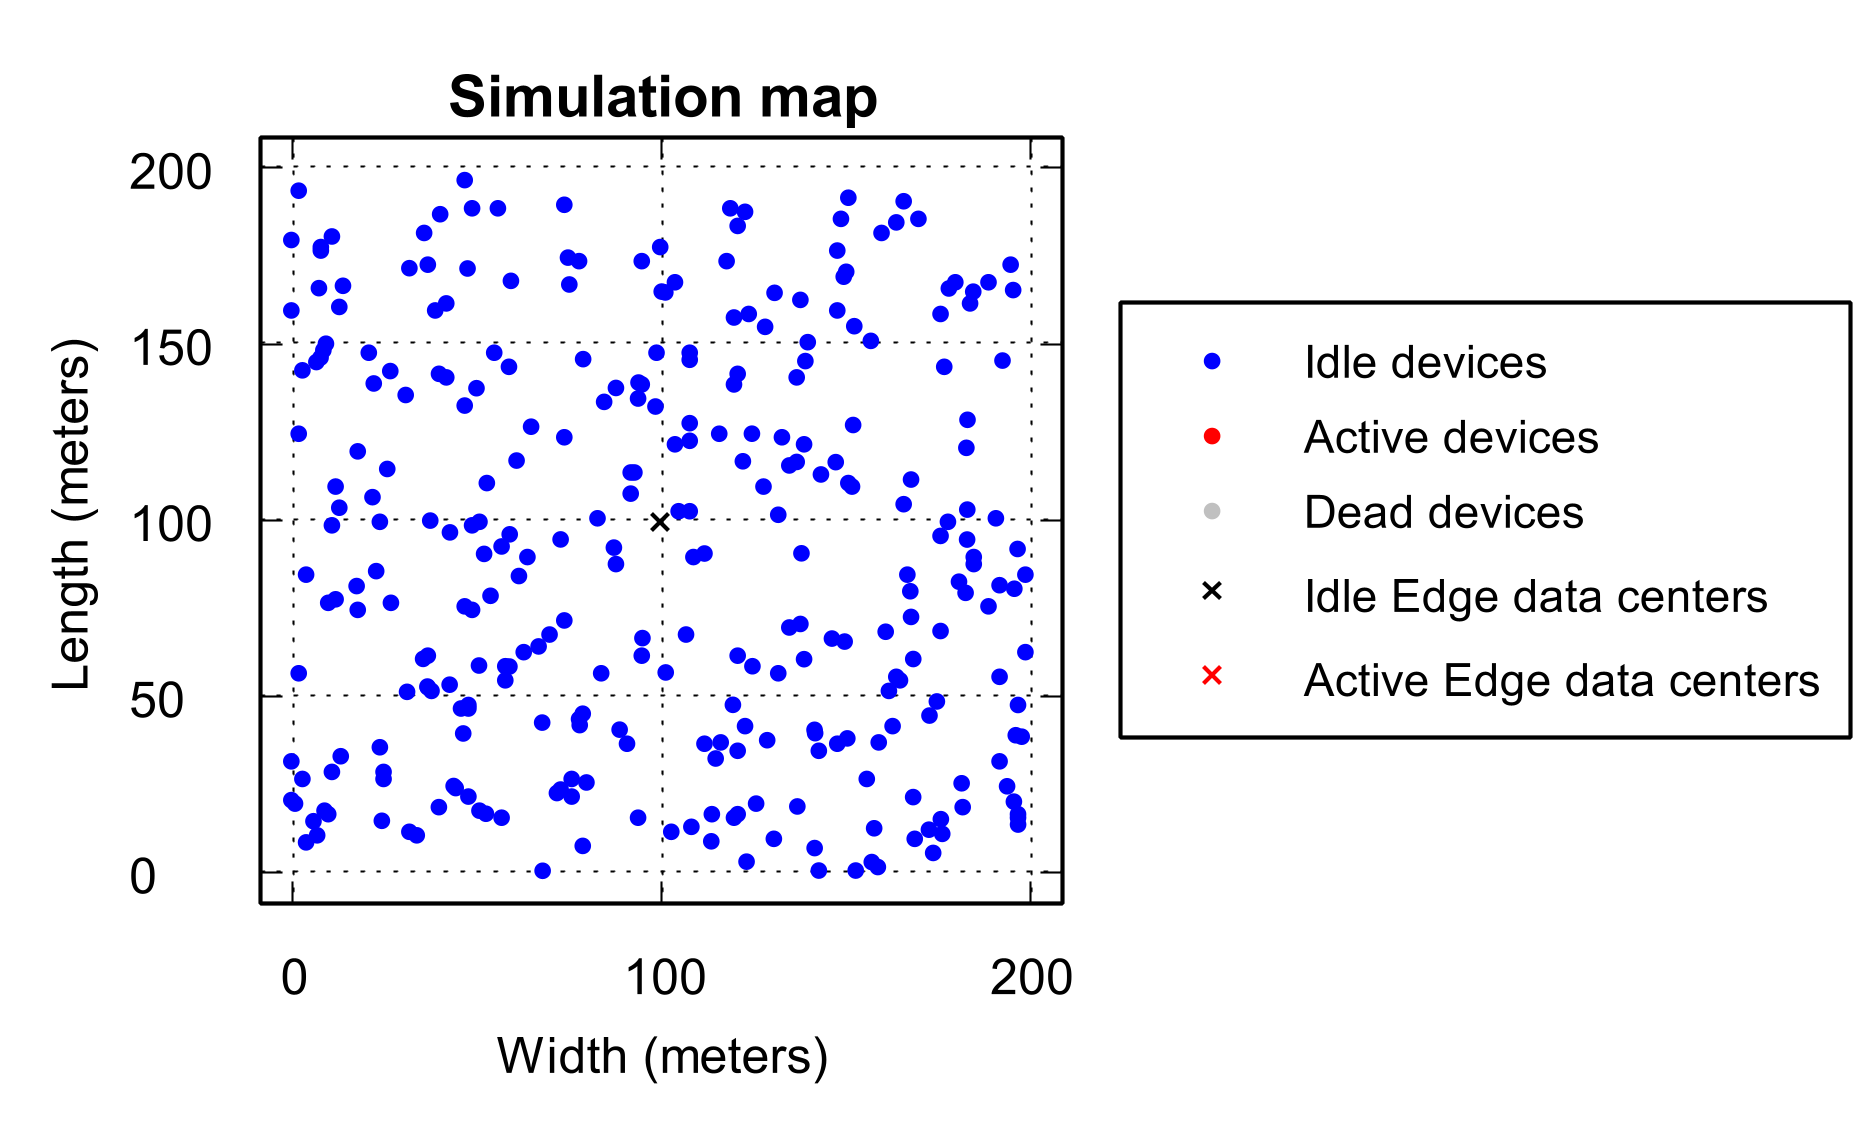 Simulation map
200
150
100
50
0
Length (meters)
0
100
200
Width (meters)
Idle devices
Active devices
Dead devices
Idle Edge data centers
Active Edge data centers